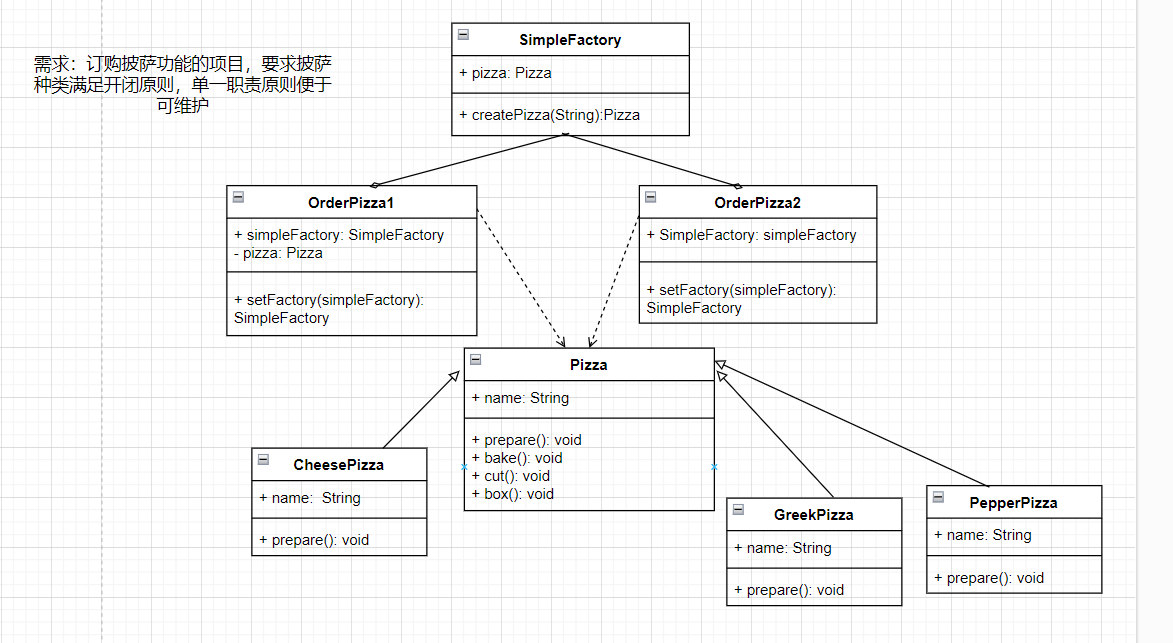 需求：订购披萨功能的项目，要求披萨
种类满足开闭原则，单一职责原则便于
可维护
SimpleFactory
+ pizza: Pizza
+ createPizza(String):Pizza
OrderPizza1
+ simpleFactory: SimpleFactory
- pizza: Pizza
+ setFactory(simpleFactory):
SimpleFactory
OrderPizza2
+ SimpleFactory: simpleFactory
+ setFactory(simpleFactory):
SimpleFactory
Pizza
+ name: String
+ prepare(): void
+ bake(): void
+ cut(): void
+ box(): void
CheesePizza
+ name:  String
+ prepare(): void
GreekPizza
+ name: String
+ prepare(): void
PepperPizza
+ name: String
+ prepare(): void